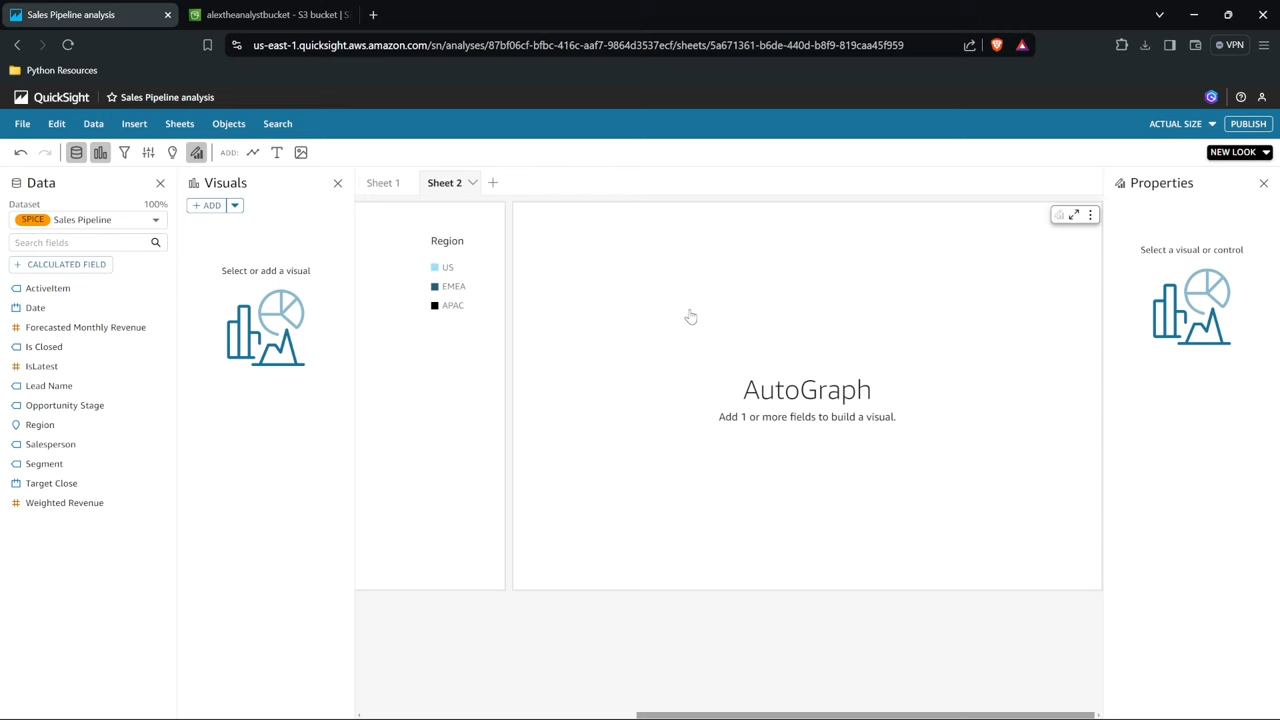 Sales Pipeline analysis
alextheanalystbucket - S3 bucket | S
us-east-1.quicksight.aws.amazon.com/sn/analyses/87bf06cf-bfbc-416c-aaf7-9864d3537ecf/sheets/5a671361-b6de-440d-b8f9-819caa45f959
VPN
Python Resources
QuickSight
Sales Pipeline analysis
File Edit Data Insert Sheets Objects Search
ACTUAL SIZE
PUBLISH
ADD:
NEW LOOK
Data
Dataset 100%
SPICE Sales Pipeline
Search fields
+ CALCULATED FIELD
ActiveItem
Date
# Forecasted Monthly Revenue
Is Closed
# IsLatest
Lead Name
Opportunity Stage
Region
Salesperson
Segment
Target Close
# Weighted Revenue
Visuals
+ ADD
Select or add a visual
Sheet 1
Sheet 2
Region
US
EMEA
APAC
AutoGraph
Add 1 or more fields to build a visual.
Properties
Select a visual or control